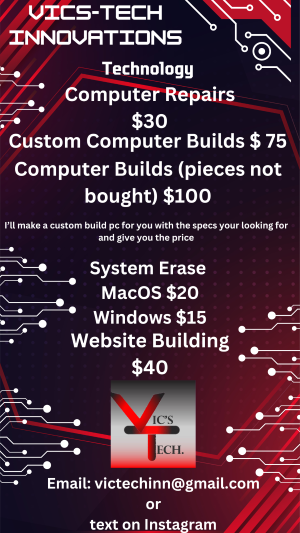 VICS-TECH
INNOVATIONS
Technology
Computer Repairs
$30
Custom Computer Builds $ 75
Computer Builds (pieces not
bought) $100
I'll make a custom build pc for you with the specs your looking for
and give you the price
System Erase
MacOS $20
Windows $15
Website Building
$40
VIC'S
TECH.
Email: victechinn@gmail.com
or
text on Instagram